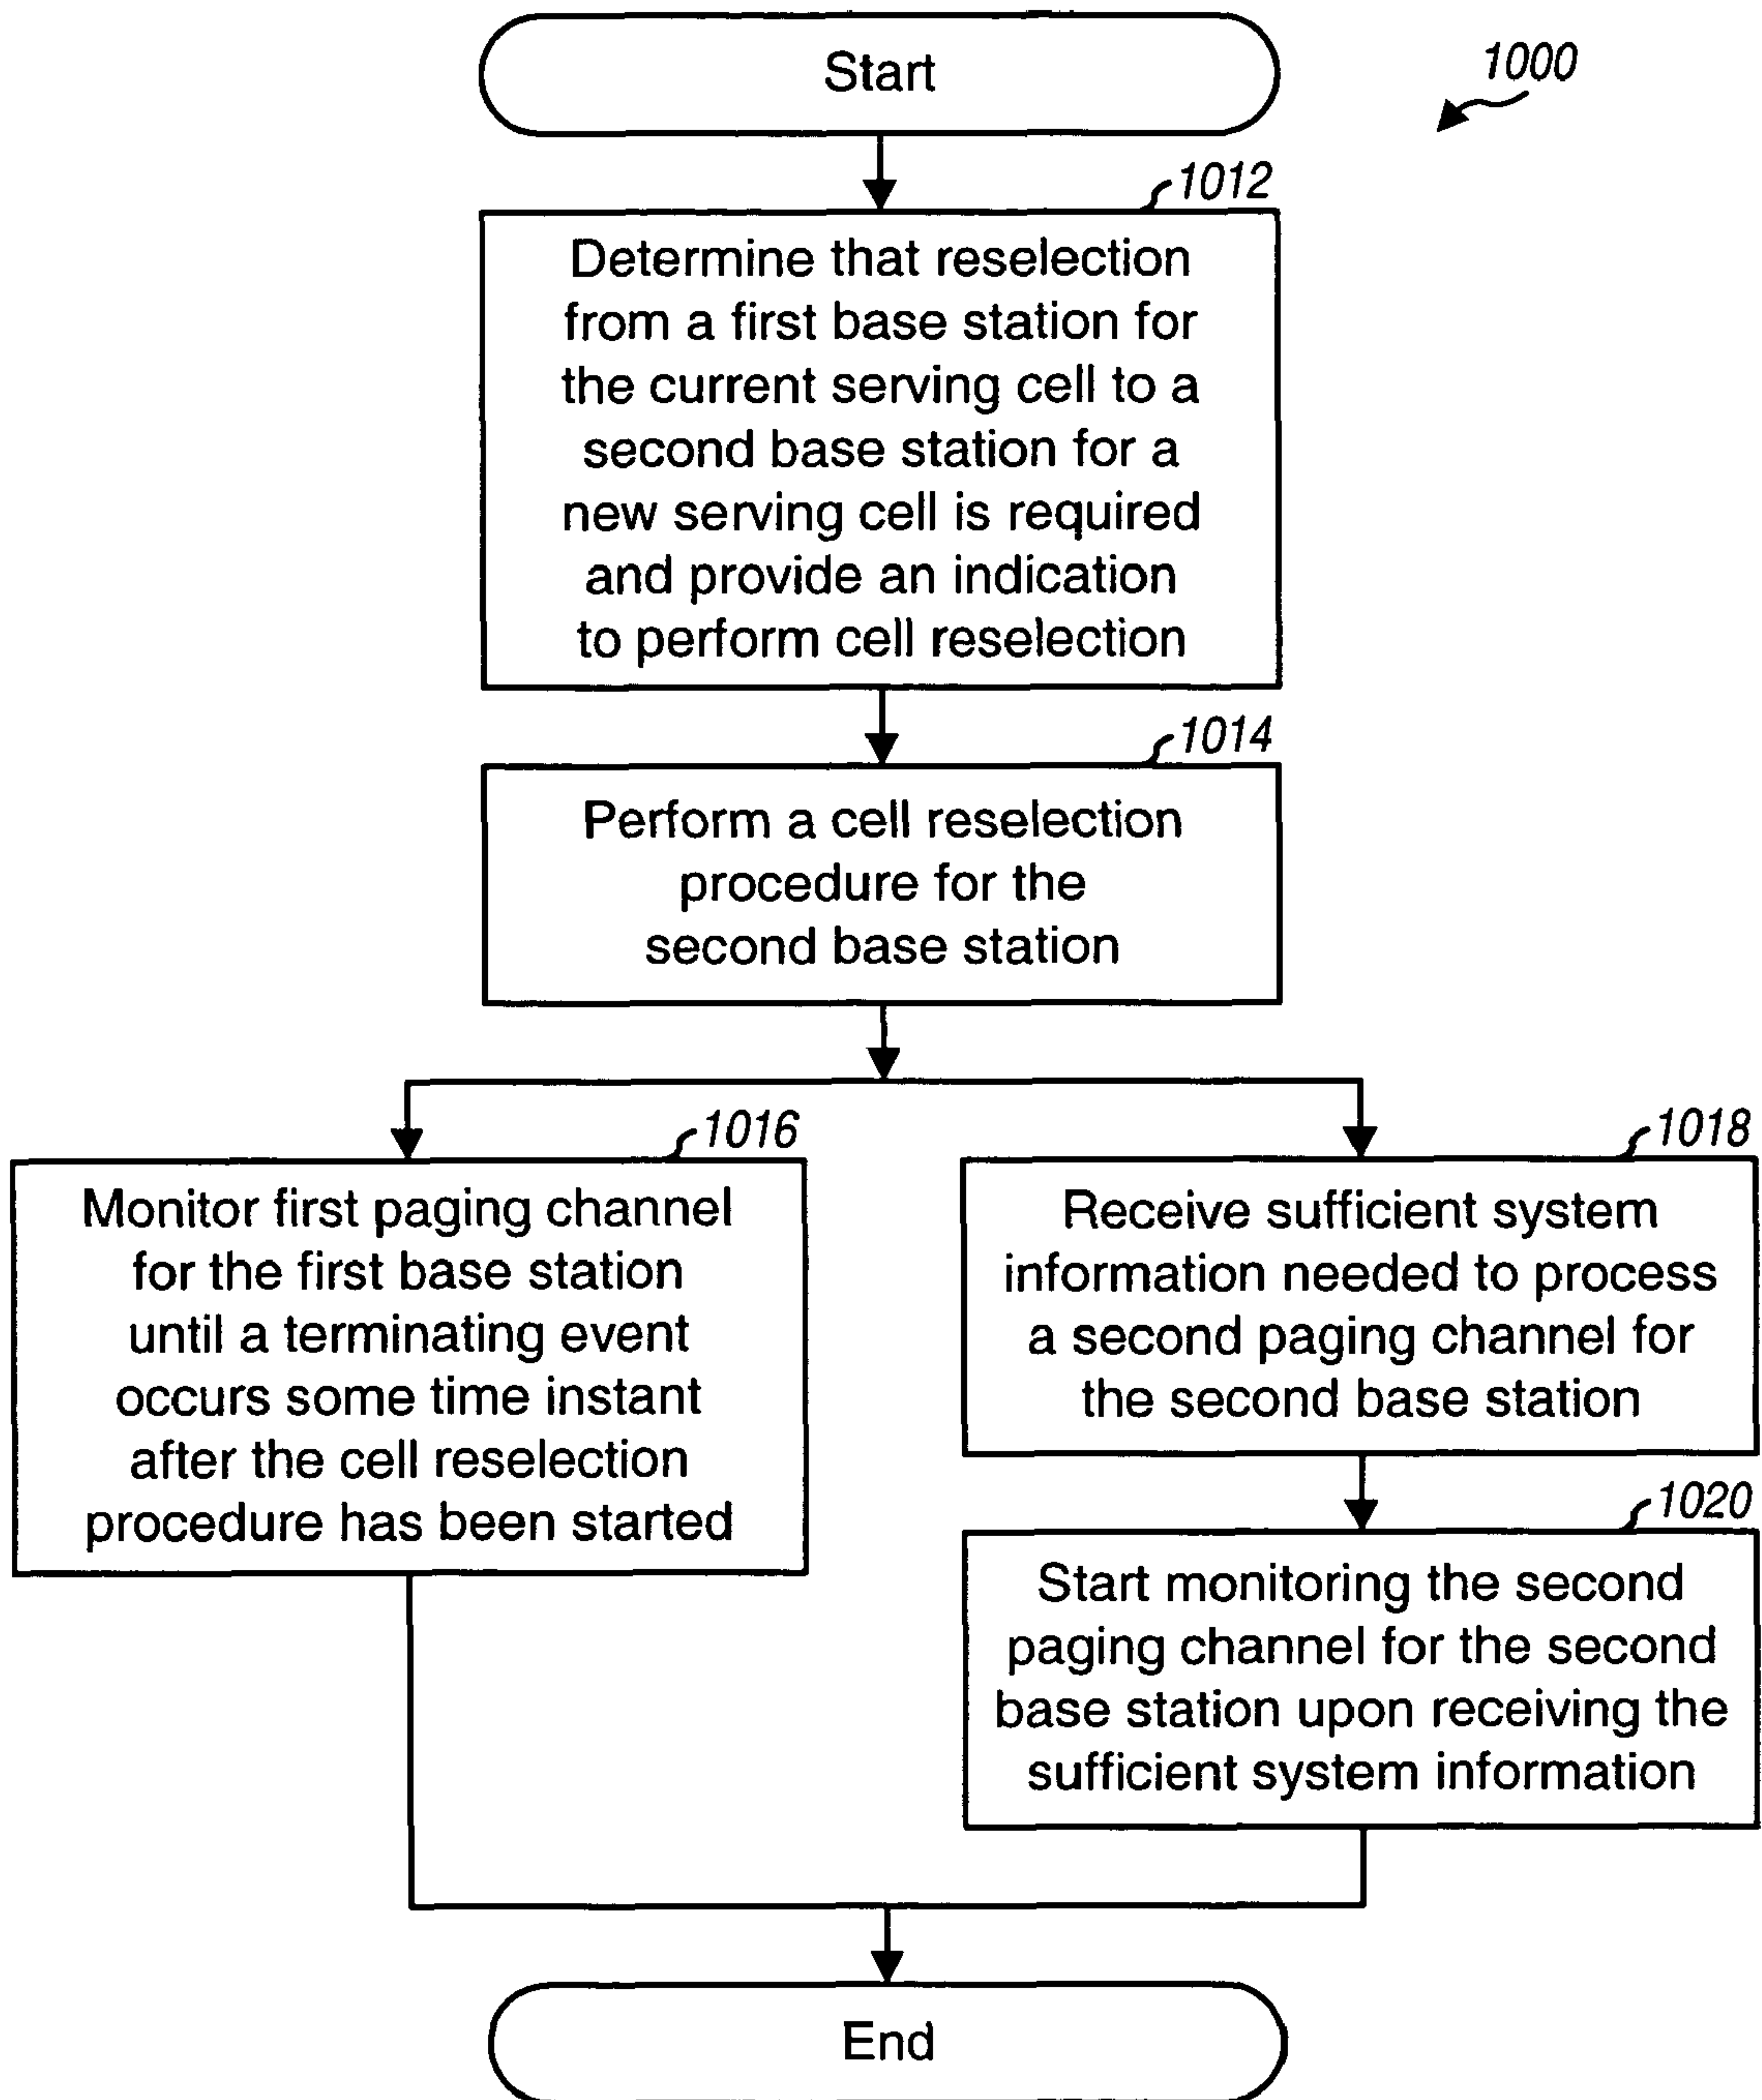 Start
1000
1012
Determine that reselection
from a first base station for
the current serving cell to a
second base station for a
new serving cell is required
and provide an indication
to perform cell reselection
1014
Perform a cell reselection
procedure for the
second base station
1016
Monitor first paging channel
for the first base station
until a terminating event
occurs some time instant
after the cell reselection
procedure has been started
1018
Receive sufficient system
information needed to process
a second paging channel for
the second base station
1020
Start monitoring the second
paging channel for the second
base station upon receiving the
sufficient system information
End